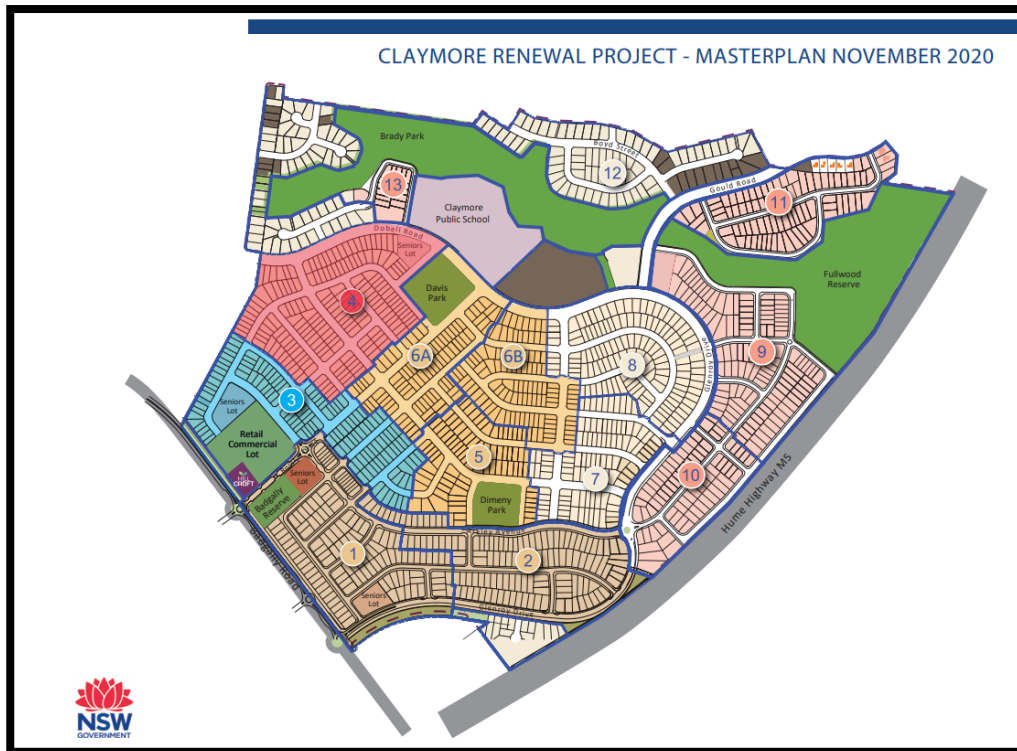 CLAYMORE RENEWAL PROJECT - MASTERPLAN NOVEMBER 2020
Brady Park
Boyd Street
12
13
Gould Road
11
Claymore
Public School
Dobell Road
Seniors
Lot
Fullwood
Reserve
Davis
Park
4
6A
6B
8
Glenroy Drive
9
3
Seniors
Lot
Retail
Commercial
Lot
5
7
10
Hume Highway M5
HILL
CROFT
Seniors
Lot
Badgally
Reserve
Dimeny
Park
Badgally Road
1
2
Seniors
Lot
Glenroy Drive
NSW
GOVERNMENT